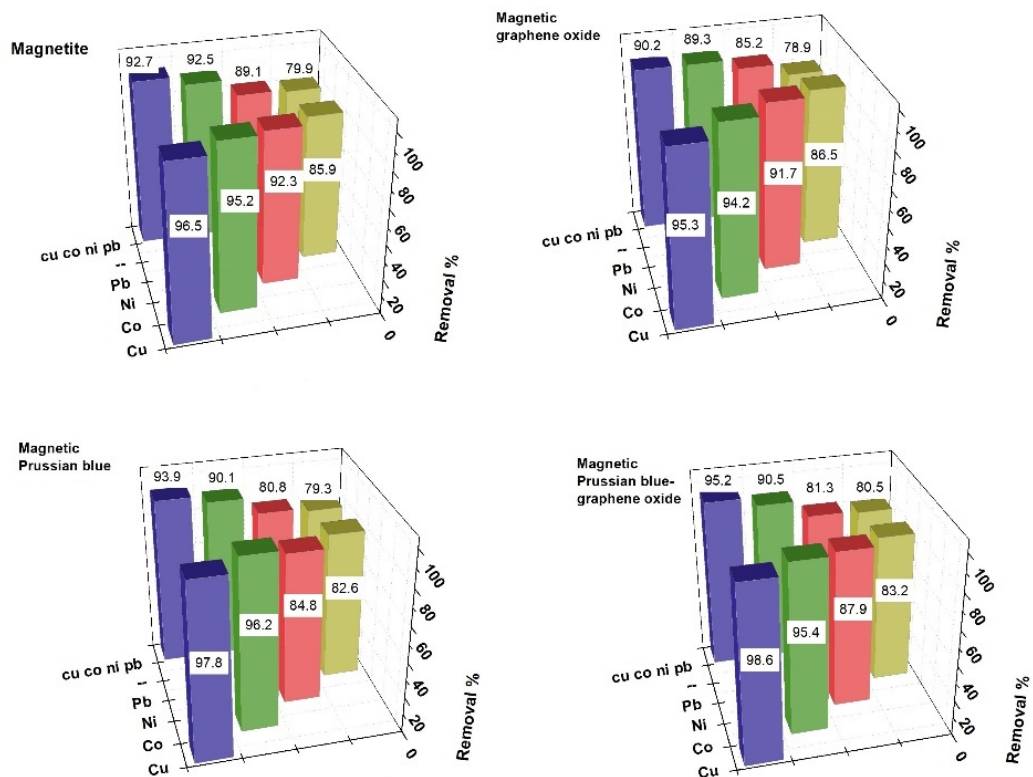 Magnetite
92.7
92.5
89.1
79.9
96.5
95.2
92.3
85.9
cu co ni pb
--
Pb
Ni
Co
Cu
100
80
60
40
20
0
Removal %
Magnetic
graphene oxide
90.2
89.3
85.2
78.9
95.3
94.2
91.7
86.5
cu co ni pb
--
Pb
Ni
Co
Cu
100
80
60
40
20
0
Removal %
Magnetic
Prussian blue
93.9
90.1
80.8
79.3
97.8
96.2
84.8
82.6
cu co ni pb
--
Pb
Ni
Co
Cu
100
80
60
40
20
0
Removal %
Magnetic
Prussian blue-
graphene oxide
95.2
90.5
81.3
80.5
98.6
95.4
87.9
83.2
cu co ni pb
--
Pb
Ni
Co
Cu
100
80
60
40
20
0
Removal %